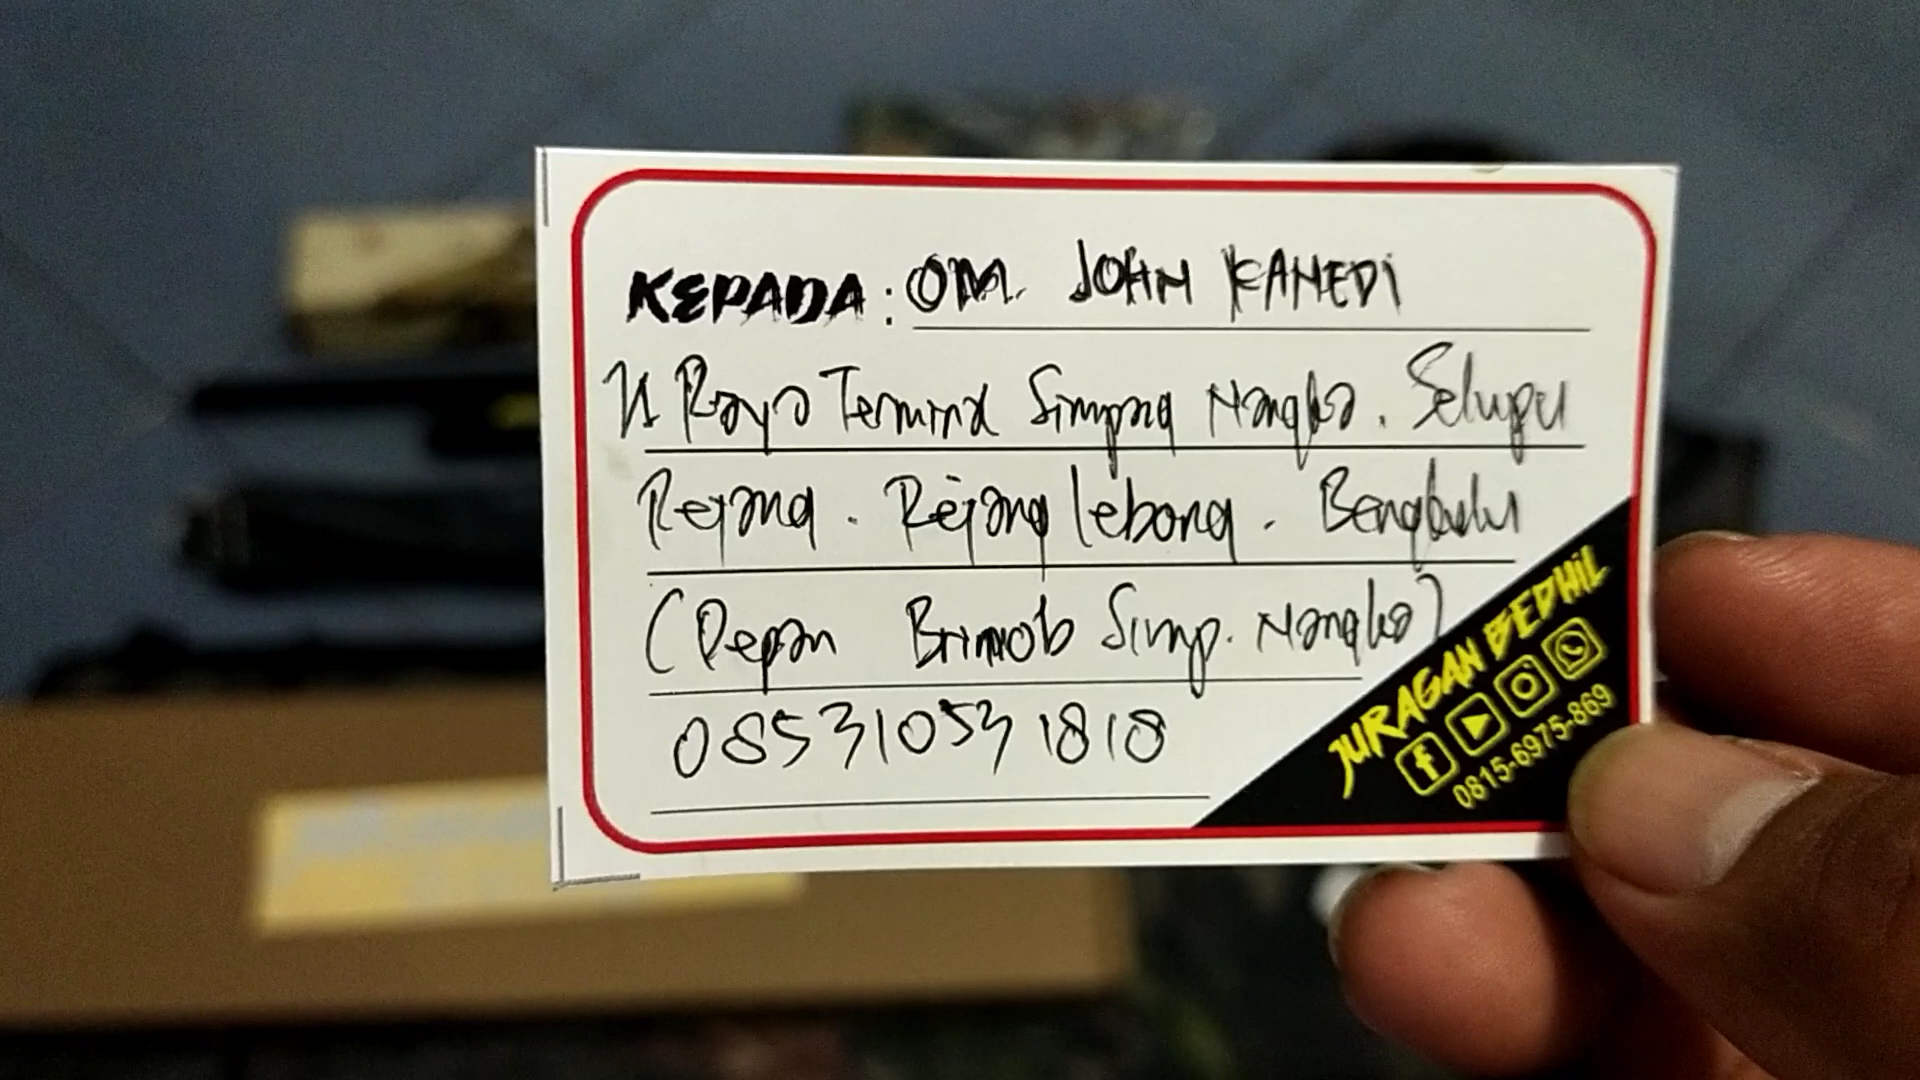 KEPADA : OM JOHN KANEDI
Jl Raya Terminal Simpang Nangka. Selupu
Rejang. Rejang lebong. Bengkulu
(Depan Brimob Simp. Nangka)
085310531818
JURAGAN BEDHIL
0815-6975-869